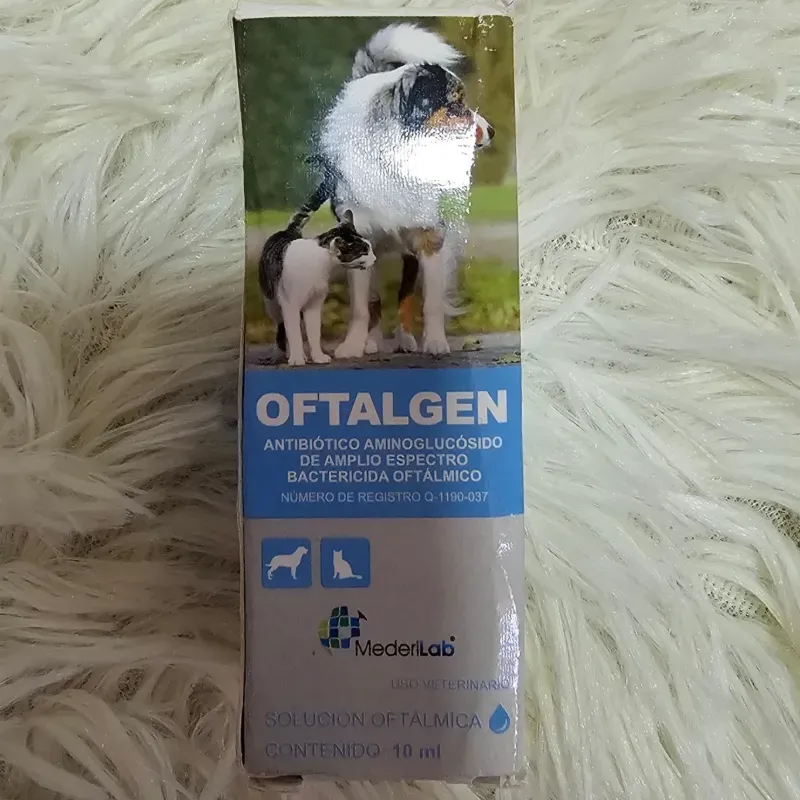 OFTALGEN
ANTIBIÓTICO AMINOGLUCÓSIDO
DE AMPLIO ESPECTRO
BACTERICIDA OFTÁLMICO
NÚMERO DE REGISTRO Q-1190-037
MederiLab®
USO VETERINARIO
SOLUCIÓN OFTÁLMICA
CONTENIDO 10 ml